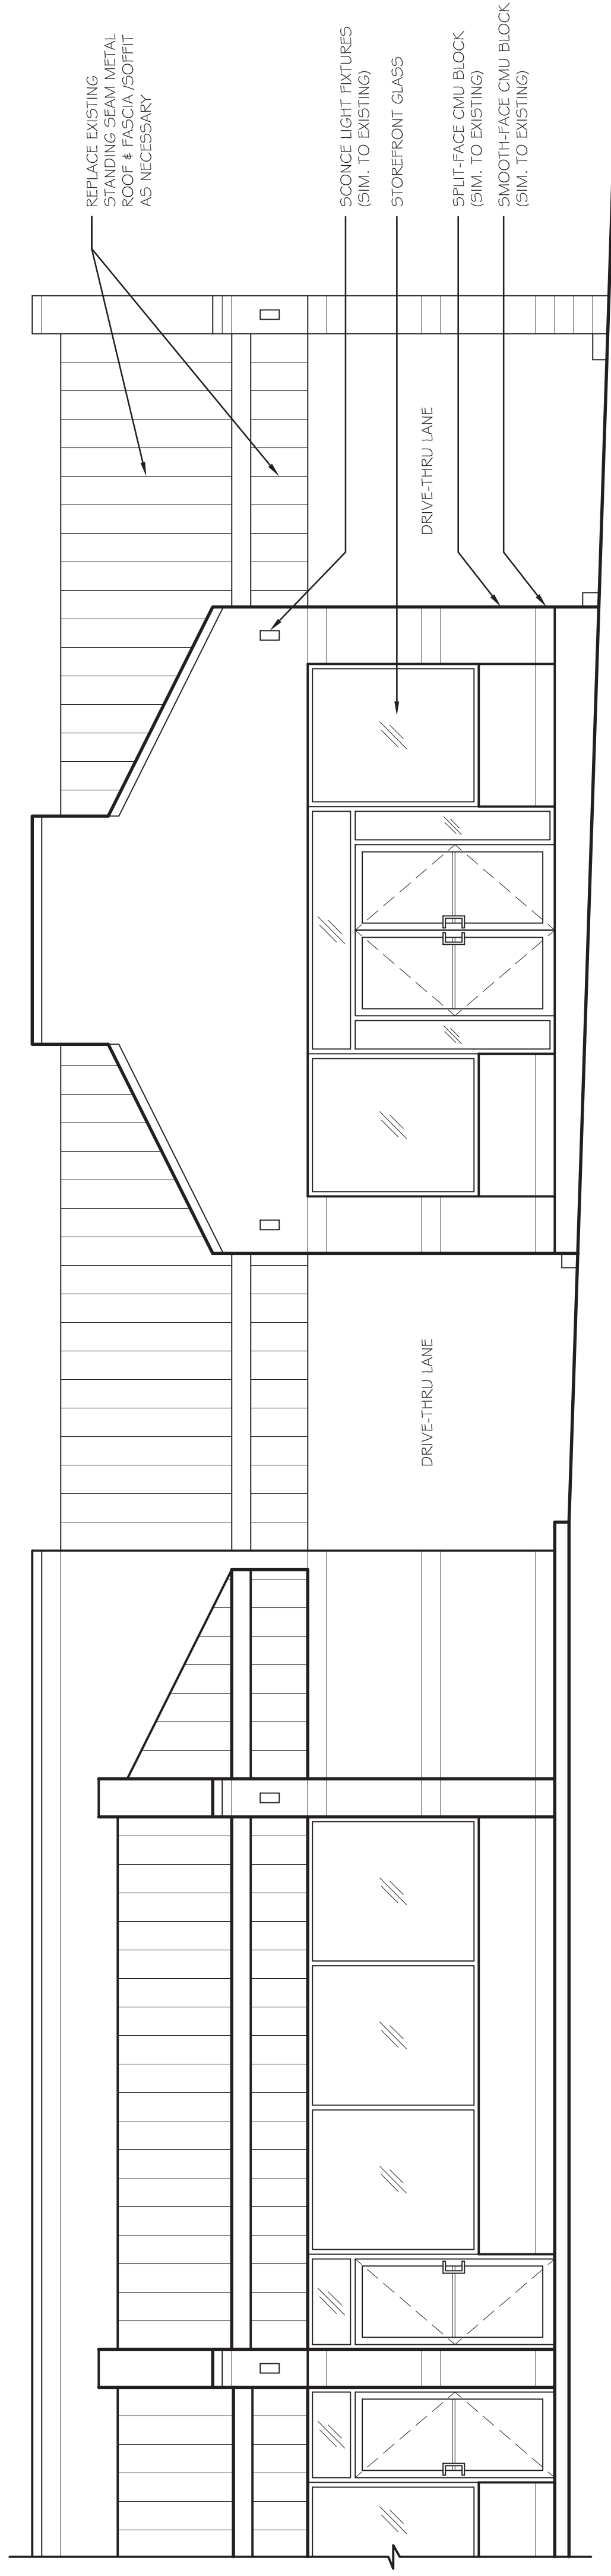 REPLACE EXISTING
STANDING SEAM METAL
ROOF & FASCIA /SOFFIT
AS NECESSARY
SCONCE LIGHT FIXTURES
(SIM. TO EXISTING)
STOREFRONT GLASS
SPLIT-FACE CMU BLOCK
(SIM. TO EXISTING)
SMOOTH-FACE CMU BLOCK
(SIM. TO EXISTING)
DRIVE-THRU LANE
DRIVE-THRU LANE